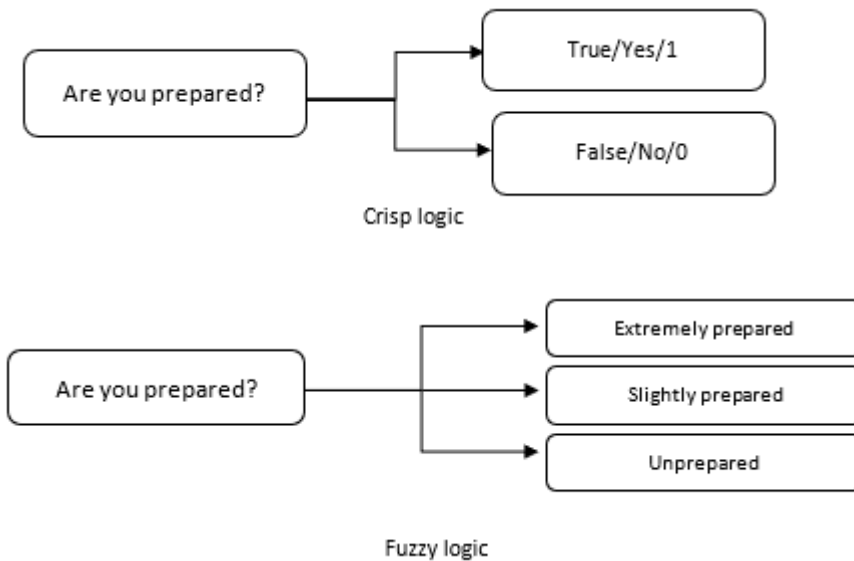 Are you prepared?
True/Yes/1
False/No/0
Crisp logic
Are you prepared?
Extremely prepared
Slightly prepared
Unprepared
Fuzzy logic